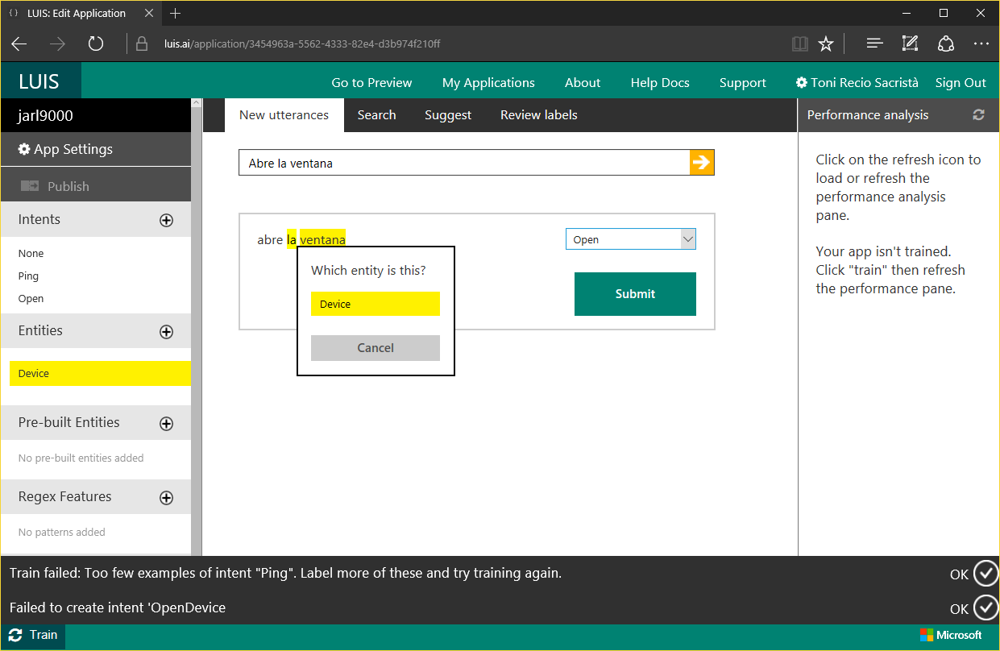 LUIS: Edit Application
luis.ai/application/3454963a-5562-4333-82e4-d3b974f210ff
LUIS
Go to Preview
My Applications
About
Help Docs
Support
Toni Recio Sacristà
Sign Out
jarl9000
App Settings
Publish
Intents
None
Ping
Open
Entities
Device
Pre-built Entities
No pre-built entities added
Regex Features
No patterns added
New utterances
Search
Suggest
Review labels
Abre la ventana
abre la ventana
Open
Which entity is this?
Device
Cancel
Submit
Performance analysis
Click on the refresh icon to
load or refresh the
performance analysis
pane.
Your app isn't trained.
Click "train" then refresh
the performance pane.
Train failed: Too few examples of intent "Ping". Label more of these and try training again.
OK
Failed to create intent 'OpenDevice
OK
Train
Microsoft